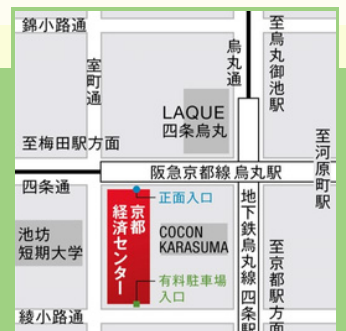 錦小路通
室町通
烏丸通
至烏丸御池駅
LAQUE
四条烏丸
至梅田駅方面
至河原町駅
阪急京都線 烏丸駅
四条通
正面入口
京都
経済センター
COCON
KARASUMA
池坊
短期大学
地下鉄烏丸線 四条駅
至京都駅方面
有料駐車場
入口
綾小路通